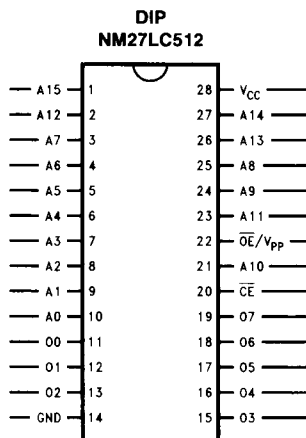 DIP
NM27LC512
A15 1 28 VCC
A12 2 27 A14
A7 3 26 A13
A6 4 25 A8
A5 5 24 A9
A4 6 23 A11
A3 7 22 OE/VPP
A2 8 21 A10
A1 9 20 CE
A0 10 19 O7
O0 11 18 O6
O1 12 17 O5
O2 13 16 O4
GND 14 15 O3